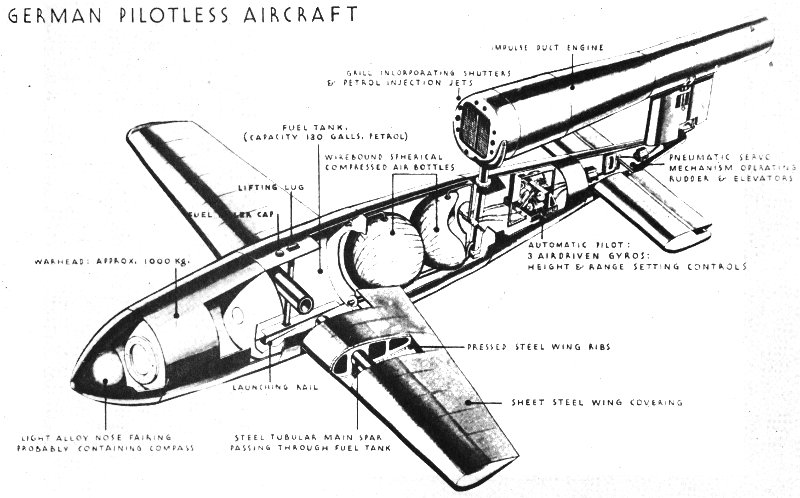 GERMAN PILOTLESS AIRCRAFT
IMPULSE DUCT ENGINE
GRILL INCORPORATING SHUTTERS
& PETROL INJECTION JETS
FUEL TANK.
(CAPACITY 130 GALLS. PETROL)
WIREBOUND SPHERICAL
COMPRESSED AIR BOTTLES
PNEUMATIC SERVO
MECHANISM OPERATING
RUDDER & ELEVATORS
LIFTING LUG
FUEL FILLER CAP
AUTOMATIC PILOT:
3 AIRDRIVEN GYROS:
HEIGHT & RANGE SETTING CONTROLS
WARHEAD: APPROX. 1000 Kg.
PRESSED STEEL WING RIBS
LAUNCHING RAIL
SHEET STEEL WING COVERING
LIGHT ALLOY NOSE FAIRING
PROBABLY CONTAINING COMPASS
STEEL TUBULAR MAIN SPAR
PASSING THROUGH FUEL TANK